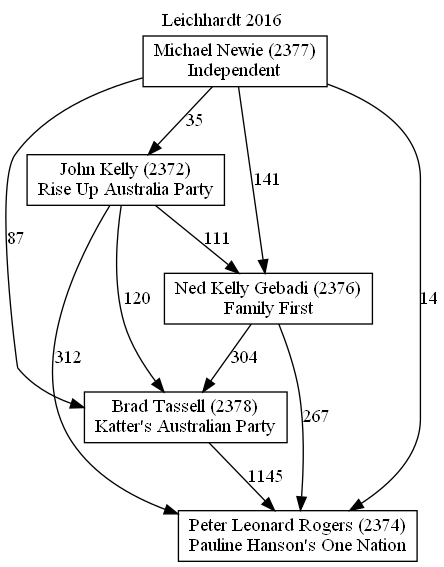 Leichhardt 2016
Michael Newie (2377)
Independent
35
John Kelly (2372)
Rise Up Australia Party
141
87
111
14
Ned Kelly Gebadi (2376)
Family First
120
312
304
267
Brad Tassell (2378)
Katter's Australian Party
1145
Peter Leonard Rogers (2374)
Pauline Hanson's One Nation